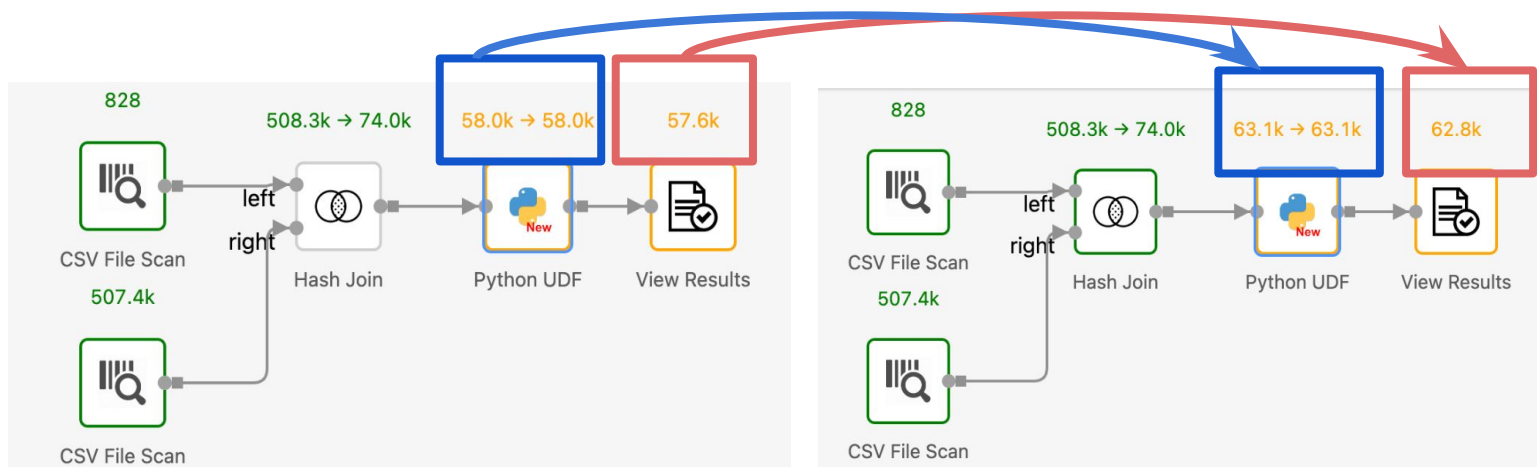 828
508.3k → 74.0k
58.0k → 58.0k
57.6k
left
right
New
CSV File Scan
Hash Join
Python UDF
View Results
507.4k
CSV File Scan
828
508.3k → 74.0k
63.1k → 63.1k
62.8k
left
right
New
CSV File Scan
Hash Join
Python UDF
View Results
507.4k
CSV File Scan